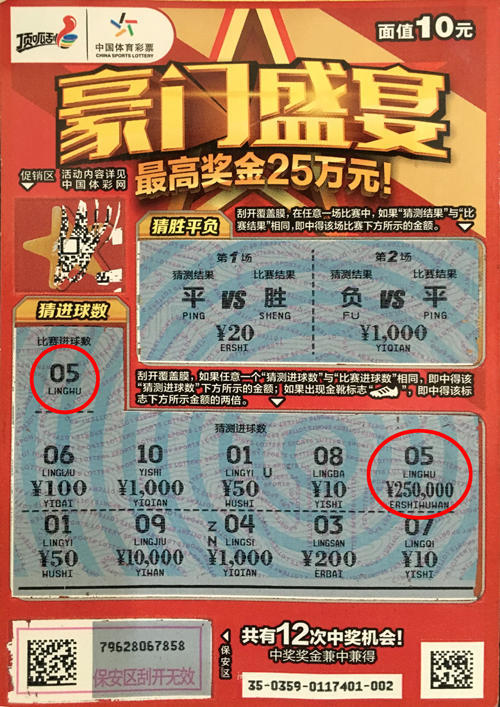 顶呱刮
中国体育彩票
CHINA SPORTS LOTTERY
面值10元
豪门盛宴
最高奖金25万元!
促销区
活动内容详见
中国体彩网
猜胜平负
刮开覆盖膜,在任意一场比赛中,如果“猜测结果”与“比
赛结果”相同,即中得该场比赛下方所示的金额。
第1场
猜测结果 比赛结果
平 VS 胜
PING SHENG
¥20
ERSHI
第2场
猜测结果 比赛结果
负 VS 平
FU PING
¥1,000
YIQIAN
猜进球数
比赛进球数
05
LINGWU
刮开覆盖膜,如果任意一个“猜测进球数”与“比赛进球数”相同,即中得该
“猜测进球数”下方所示的金额;如果出现金靴标志“ ”,即中得该标
志下方所示金额的两倍。
猜测进球数
06 10 01 08 05
LINGLIU YISHI LINGYI U LINGBA LINGWU
¥100 ¥1,000 ¥50 ¥10 ¥250,000
YIBAI YIQIAN WUSHI YISHI ERSHIWUWAN
01 09 Z 04 03 07
LINGYI LINGJIU N LINGSI LINGSAN LINGQI
¥50 ¥10,000 ¥1,000 ¥200 ¥10
WUSHI YIWAN YIQIAN ERBAI YISHI
79628067858
保安区刮开无效
保安区
共有12次中奖机会!
中奖奖金兼中兼得
35-0359-0117401-002